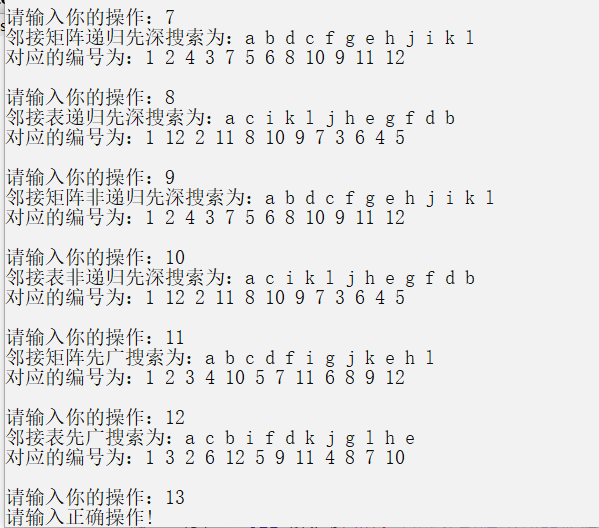 请输入你的操作：7
邻接矩阵递归先深搜索为：a b d c f g e h j i k l
对应的编号为：1 2 4 3 7 5 6 8 10 9 11 12
请输入你的操作：8
邻接表递归先深搜索为：a c i k l j h e g f d b
对应的编号为：1 12 2 11 8 10 9 7 3 6 4 5
请输入你的操作：9
邻接矩阵非递归先深搜索为：a b d c f g e h j i k l
对应的编号为：1 2 4 3 7 5 6 8 10 9 11 12
请输入你的操作：10
邻接表非递归先深搜索为：a c i k l j h e g f d b
对应的编号为：1 12 2 11 8 10 9 7 3 6 4 5
请输入你的操作：11
邻接矩阵先广搜索为：a b c d f i g j k e h l
对应的编号为：1 2 3 4 10 5 7 11 6 8 9 12
请输入你的操作：12
邻接表先广搜索为：a c b i f d k j g l h e
对应的编号为：1 3 2 6 12 5 9 11 4 8 7 10
请输入你的操作：13
请输入正确操作！